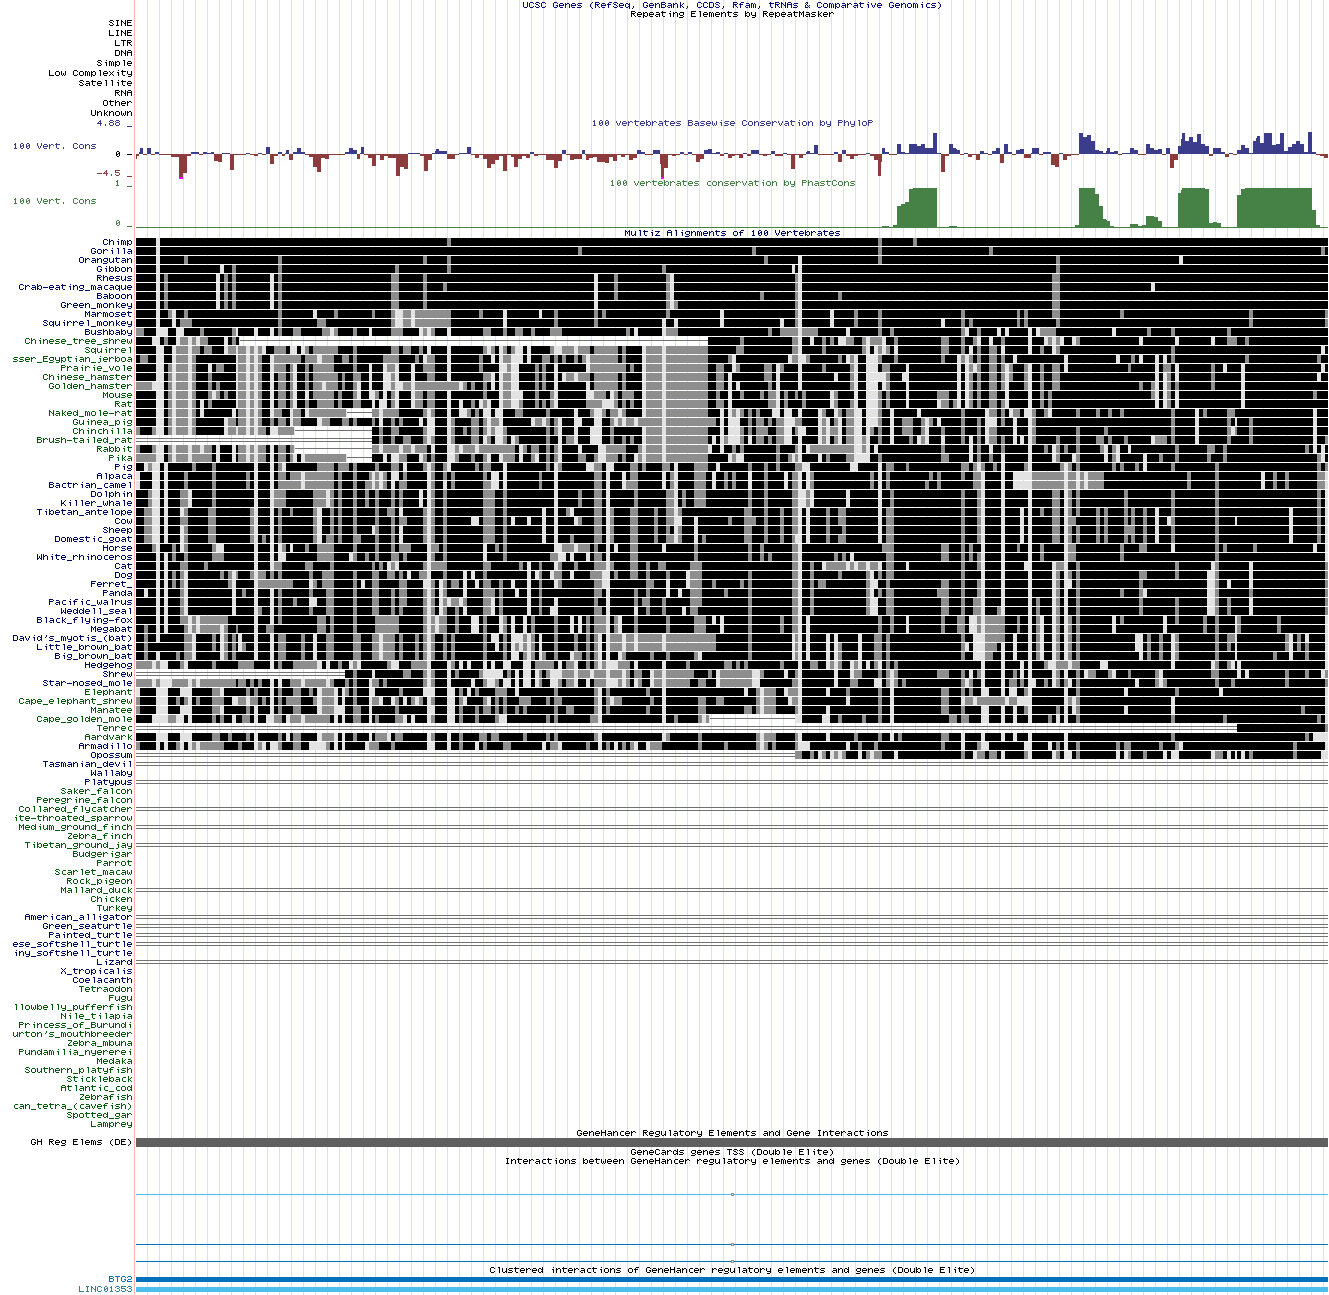 UCSC Genes (RefSeq, GenBank, CCDS, Rfam, tRNAs & Comparative Genomics)
Repeating Elements by RepeatMasker
SINE
LINE
LTR
DNA
Simple
Low Complexity
Satellite
RNA
Other
Unknown
100 vertebrates Basewise Conservation by PhyloP
4.88 _
100 Vert. Cons
0 _
-4.5 _
100 vertebrates conservation by PhastCons
1 _
100 Vert. Cons
0 _
Multiz Alignments of 100 Vertebrates
Chimp
Gorilla
Orangutan
Gibbon
Rhesus
Crab-eating_macaque
Baboon
Green_monkey
Marmoset
Squirrel_monkey
Bushbaby
Chinese_tree_shrew
Squirrel
sser_Egyptian_jerboa
Prairie_vole
Chinese_hamster
Golden_hamster
Mouse
Rat
Naked_mole-rat
Guinea_pig
Chinchilla
Brush-tailed_rat
Rabbit
Pika
Pig
Alpaca
Bactrian_camel
Dolphin
Killer_whale
Tibetan_antelope
Cow
Sheep
Domestic_goat
Horse
White_rhinoceros
Cat
Dog
Ferret_
Panda
Pacific_walrus
Weddell_seal
Black_flying-fox
Megabat
David's_myotis_(bat)
Little_brown_bat
Big_brown_bat
Hedgehog
Shrew
Star-nosed_mole
Elephant
Cape_elephant_shrew
Manatee
Cape_golden_mole
Tenrec
Aardvark
Armadillo
Opossum
Tasmanian_devil
Wallaby
Platypus
Saker_falcon
Peregrine_falcon
Collared_flycatcher
ite-throated_sparrow
Medium_ground_finch
Zebra_finch
Tibetan_ground_jay
Budgerigar
Parrot
Scarlet_macaw
Rock_pigeon
Mallard_duck
Chicken
Turkey
American_alligator
Green_seaturtle
Painted_turtle
ese_softshell_turtle
iny_softshell_turtle
Lizard
X_tropicalis
Coelacanth
Tetraodon
Fugu
llowbelly_pufferfish
Nile_tilapia
Princess_of_Burundi
urton's_mouthbreeder
Zebra_mbuna
Pundamilia_nyererei
Medaka
Southern_platyfish
Stickleback
Atlantic_cod
Zebrafish
can_tetra_(cavefish)
Spotted_gar
Lamprey
GeneHancer Regulatory Elements and Gene Interactions
GH Reg Elems (DE)
GeneCards genes TSS (Double Elite)
Interactions between GeneHancer regulatory elements and genes (Double Elite)
Clustered interactions of GeneHancer regulatory elements and genes (Double Elite)
BTG2
LINC01353